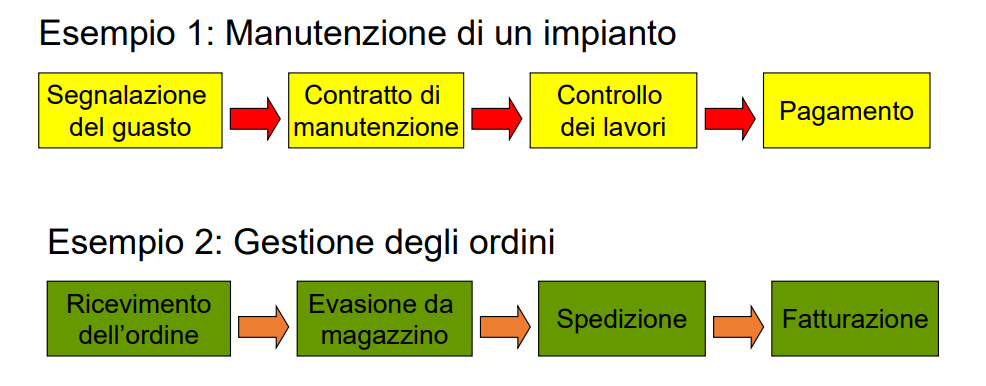 Esempio 1: Manutenzione di un impianto
Segnalazione
del guasto
Contratto di
manutenzione
Controllo
dei lavori
Pagamento
Esempio 2: Gestione degli ordini
Ricevimento
dell’ordine
Evasione da
magazzino
Spedizione
Fatturazione